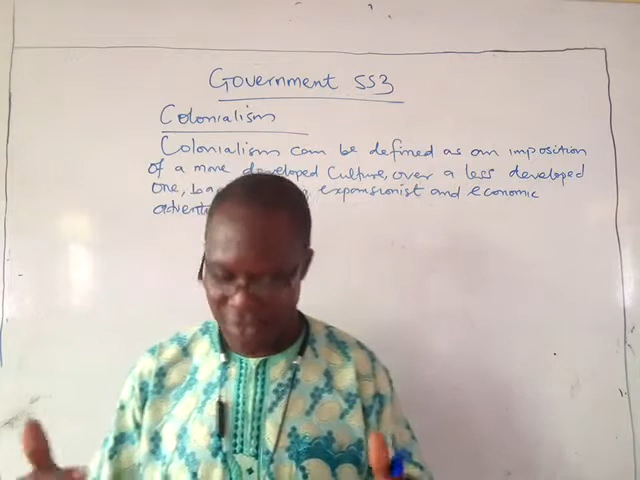 Government SS3
Colonialism
Colonialism can be defined as an imposition
of a more developed Culture, over a less developed
one, expansionist and economic